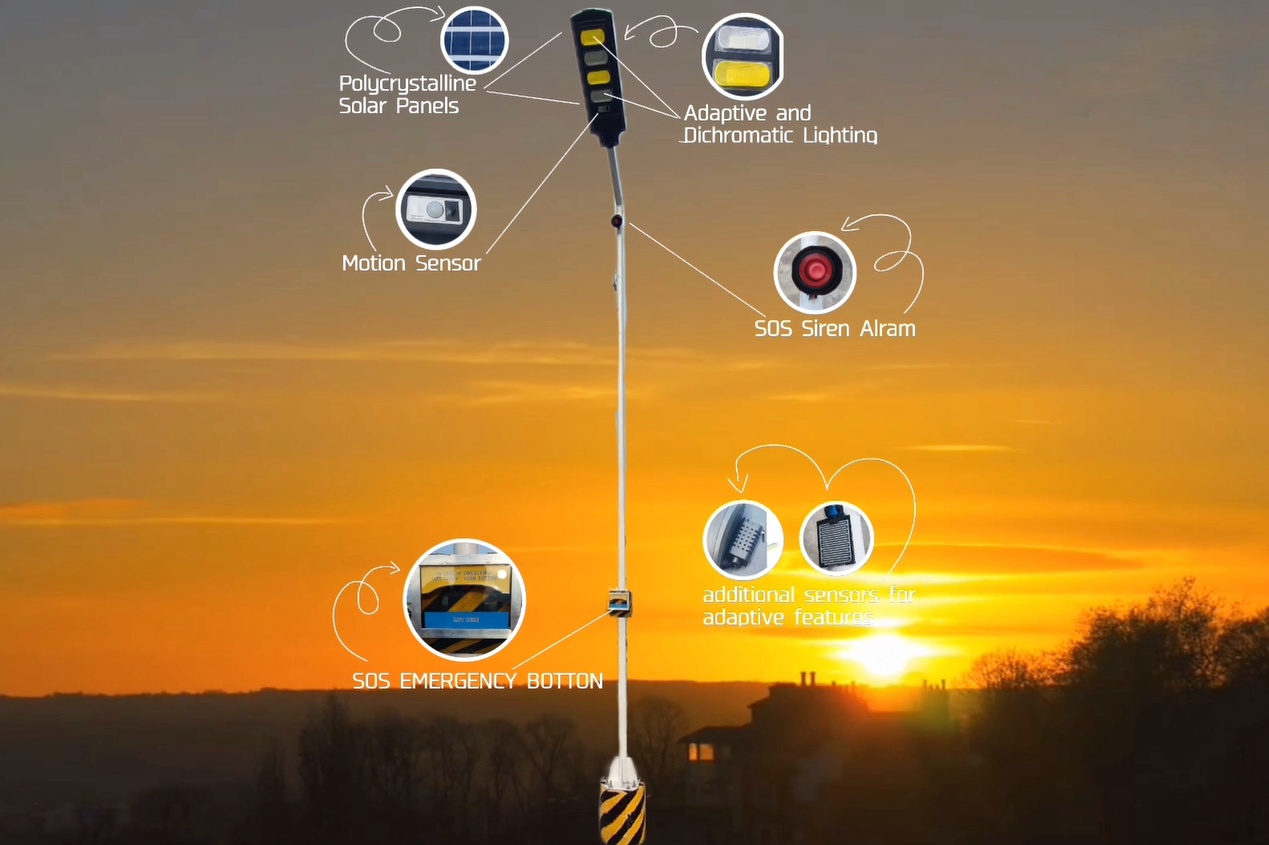 Polycrystalline
Solar Panels
Adaptive and
Dichromatic Lighting
Motion Sensor
SOS Siren Alram
additional sensors for
adaptive features
SOS EMERGENCY BOTTON